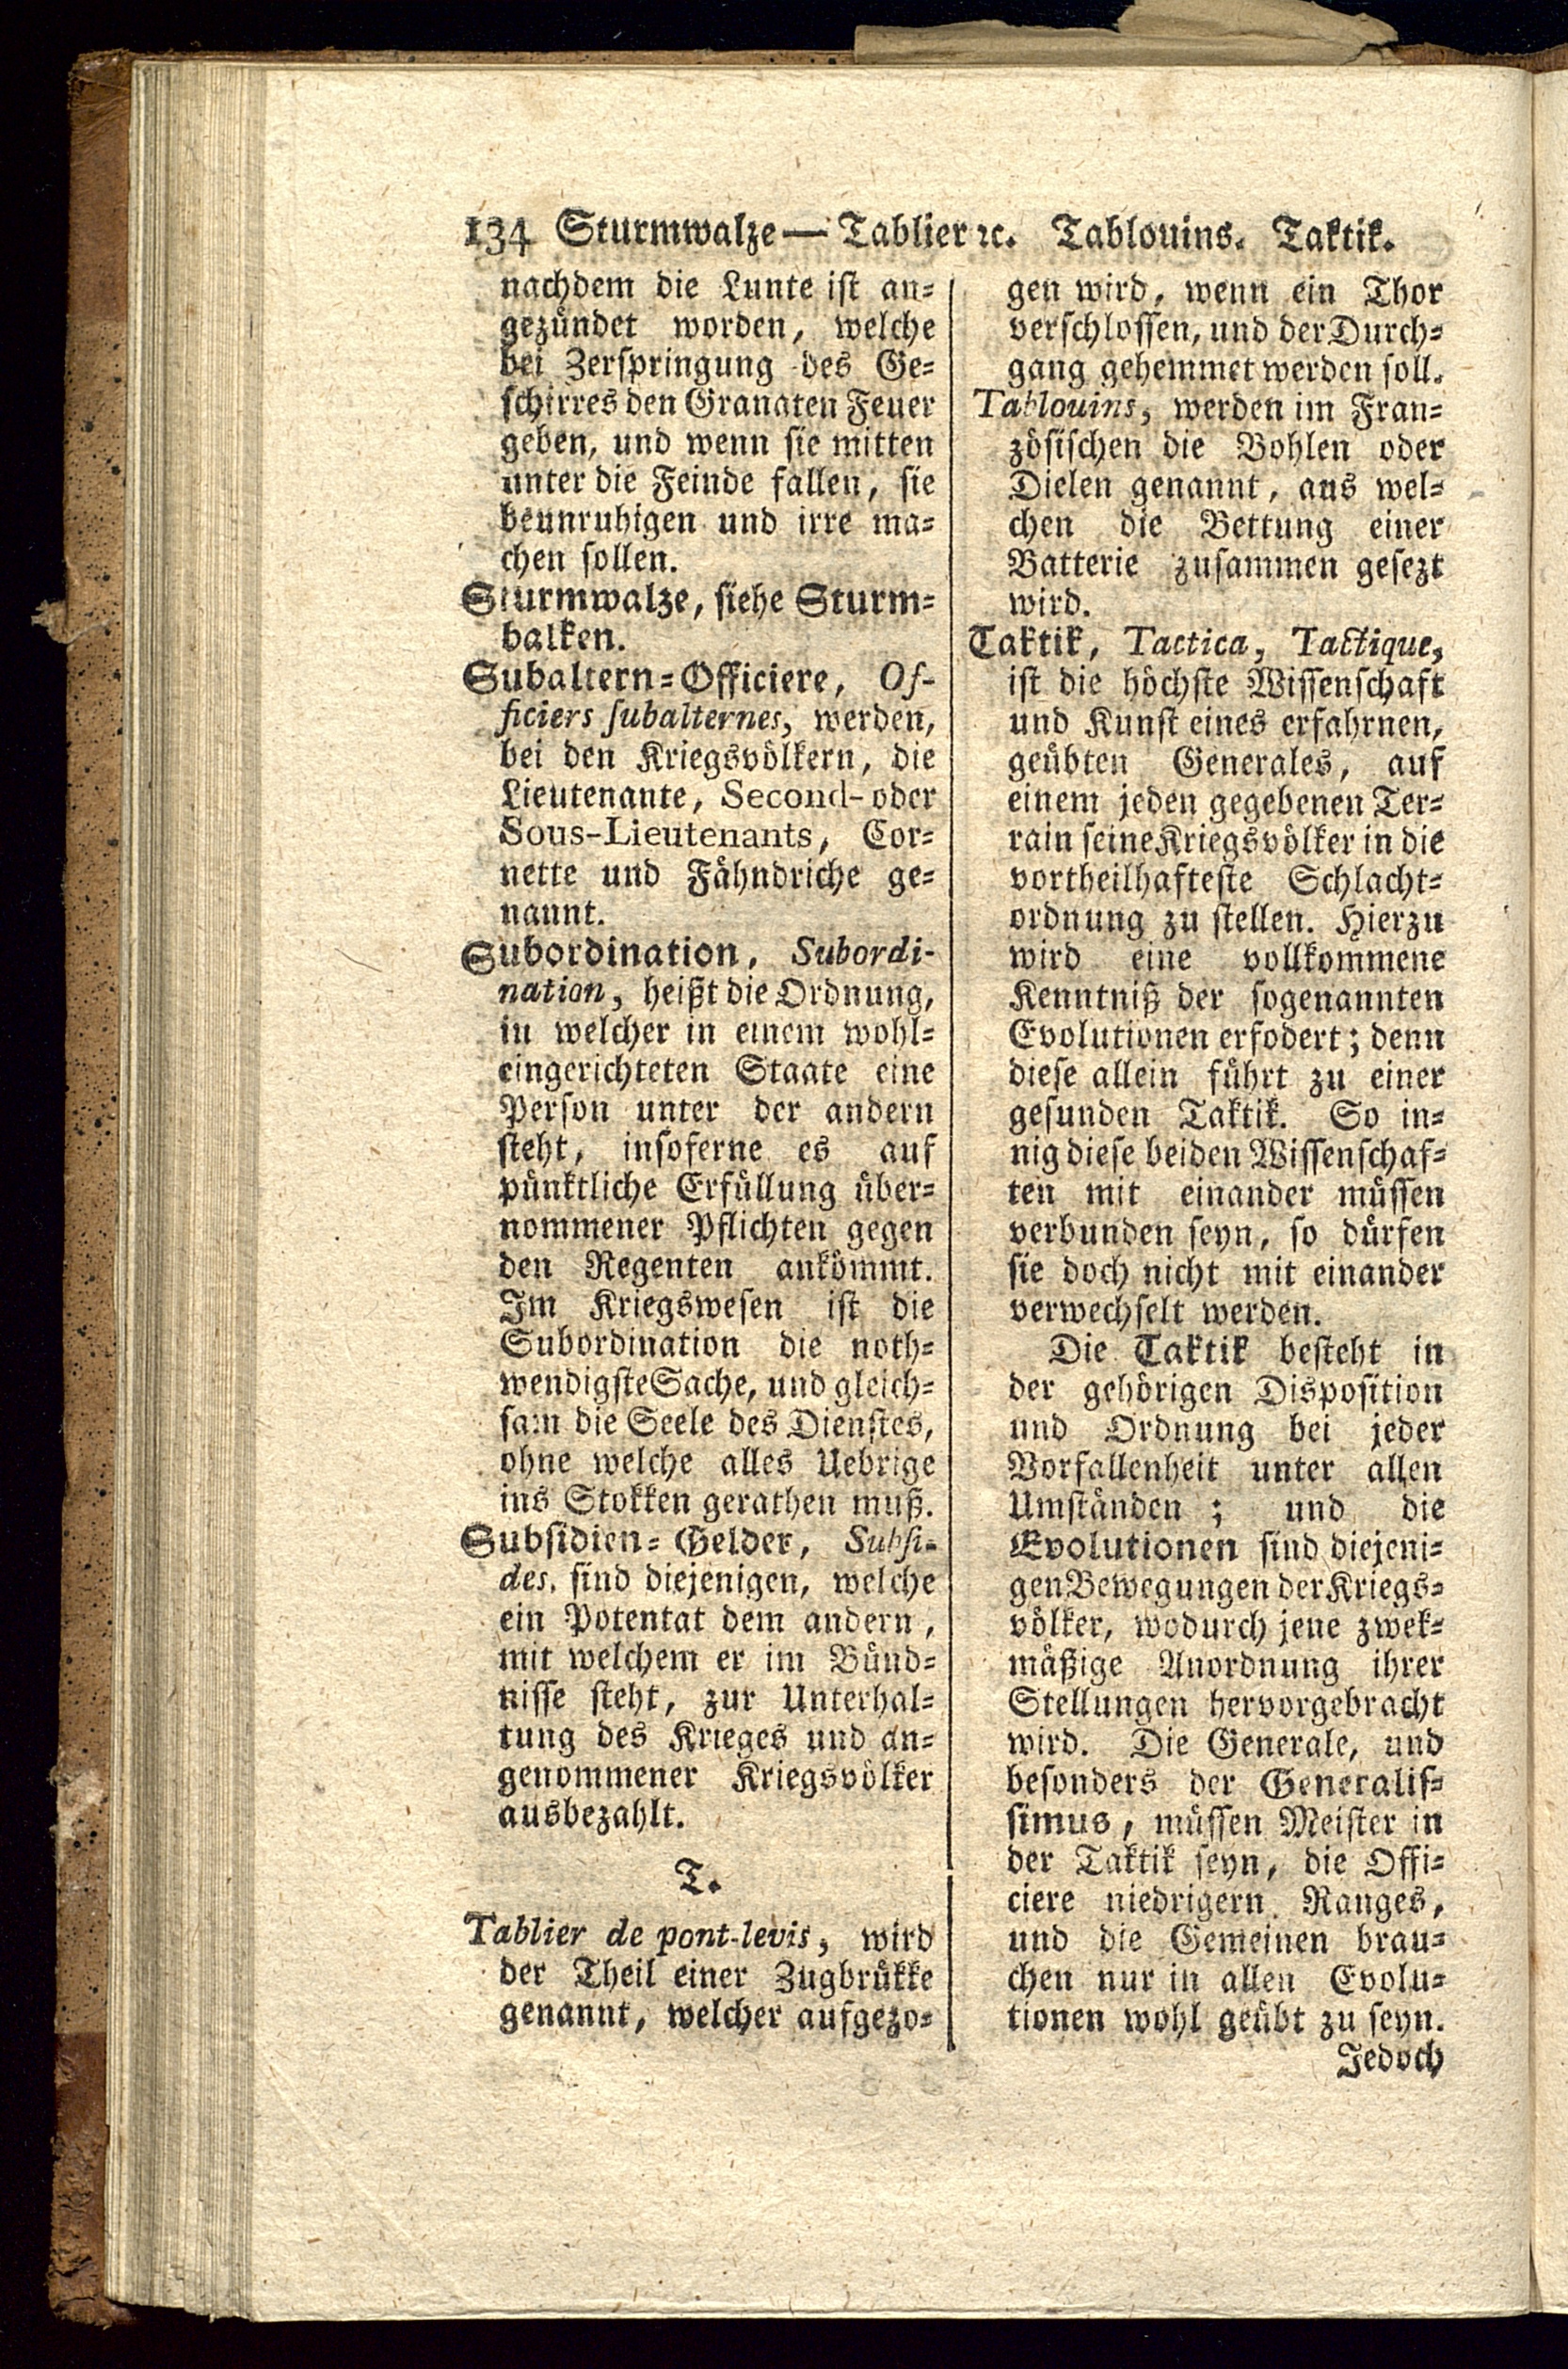 134 Sturmwalze — Tablier ꝛc. Tablouins. Taktik.
nachdem die Lunte ist an=
gezündet worden, welche
bei Zerspringung des Ge=
schirres den Granaten Feuer
geben, und wenn sie mitten
unter die Feinde fallen, sie
beunruhigen und irre ma=
chen sollen.
Sturmwalze, siehe Sturm=
balken.
Subaltern=Officiere, Of-
ficiers subalternes, werden,
bei den Kriegsvölkern, die
Lieutenante, Second- oder
Sous-Lieutenants, Cor=
nette und Fähndriche ge=
nannt.
Subordination, Subordi-
nation, heißt die Ordnung,
in welcher in einem wohl=
eingerichteten Staate eine
Person unter der andern
steht, insoferne es auf
pünktliche Erfüllung über=
nommener Pflichten gegen
den Regenten ankömmt.
Im Kriegswesen ist die
Subordination die noth=
wendigste Sache, und gleich=
sam die Seele des Dienstes,
ohne welche alles Uebrige
ins Stokken gerathen muß.
Subsidien=Gelder, Subsi-
des, sind diejenigen, welche
ein Potentat dem andern,
mit welchem er im Bünd=
nisse steht, zur Unterhal=
tung des Krieges und an=
genommener Kriegsvölker
ausbezahlt.
T.
Tablier de pont-levis, wird
der Theil einer Zugbrükke
genannt, welcher aufgezo=
gen wird, wenn ein Thor
verschlossen, und der Durch=
gang gehemmet werden soll.
Tablouins, werden im Fran=
zösischen die Bohlen oder
Dielen genannt, aus wel=
chen die Bettung einer
Batterie zusammen gesezt
wird.
Taktik, Tactica, Tactique,
ist die höchste Wissenschaft
und Kunst eines erfahrnen,
geübten Generales, auf
einem jeden gegebenen Ter=
rain seine Kriegsvölker in die
vortheilhafteste Schlacht=
ordnung zu stellen. Hierzu
wird eine vollkommene
Kenntniß der sogenannten
Evolutionen erfodert; denn
diese allein führt zu einer
gesunden Taktik. So in=
nig diese beiden Wissenschaf=
ten mit einander müssen
verbunden seyn, so dürfen
sie doch nicht mit einander
verwechselt werden.
Die Taktik besteht in
der gehörigen Disposition
und Ordnung bei jeder
Vorfallenheit unter allen
Umständen; und die
Evolutionen sind diejeni=
gen Bewegungen der Kriegs=
völker, wodurch jene zwek=
mäßige Anordnung ihrer
Stellungen hervorgebracht
wird. Die Generale, und
besonders der Generalis=
simus, müssen Meister in
der Taktik seyn, die Offi=
ciere niedrigern Ranges,
und die Gemeinen brau=
chen nur in allen Evolu=
tionen wohl geübt zu seyn.
Jedoch